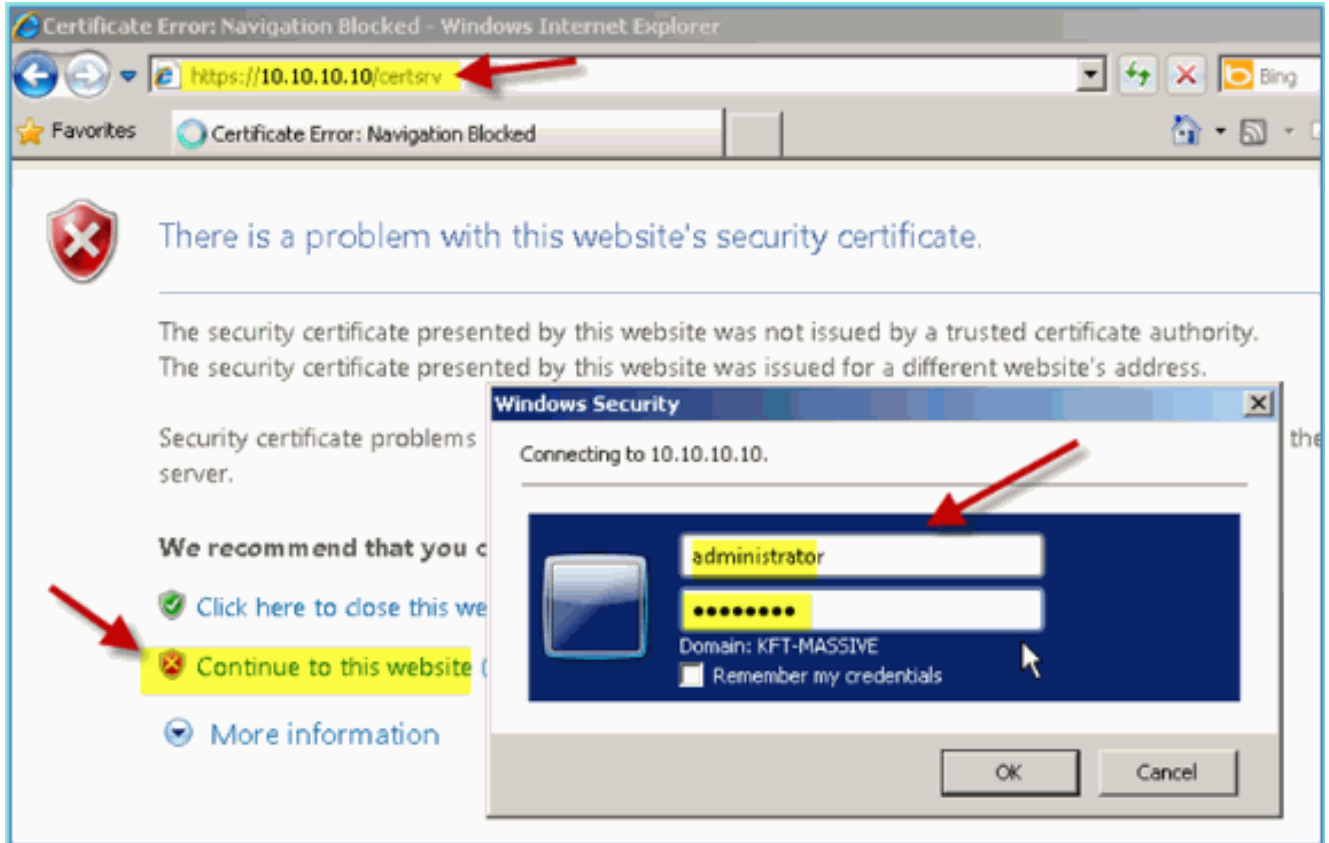 Certificate Error: Navigation Blocked - Windows Internet Explorer
https://10.10.10.10/certsrv
Bing
Favorites
Certificate Error: Navigation Blocked
There is a problem with this website's security certificate.
The security certificate presented by this website was not issued by a trusted certificate authority.
The security certificate presented by this website was issued for a different website's address.
Security certificate problems
the
server.
We recommend that you c
Click here to close this we
Continue to this website (
More information
Windows Security
Connecting to 10.10.10.10.
administrator
••••••••
Domain: KFT-MASSIVE
Remember my credentials
OK
Cancel